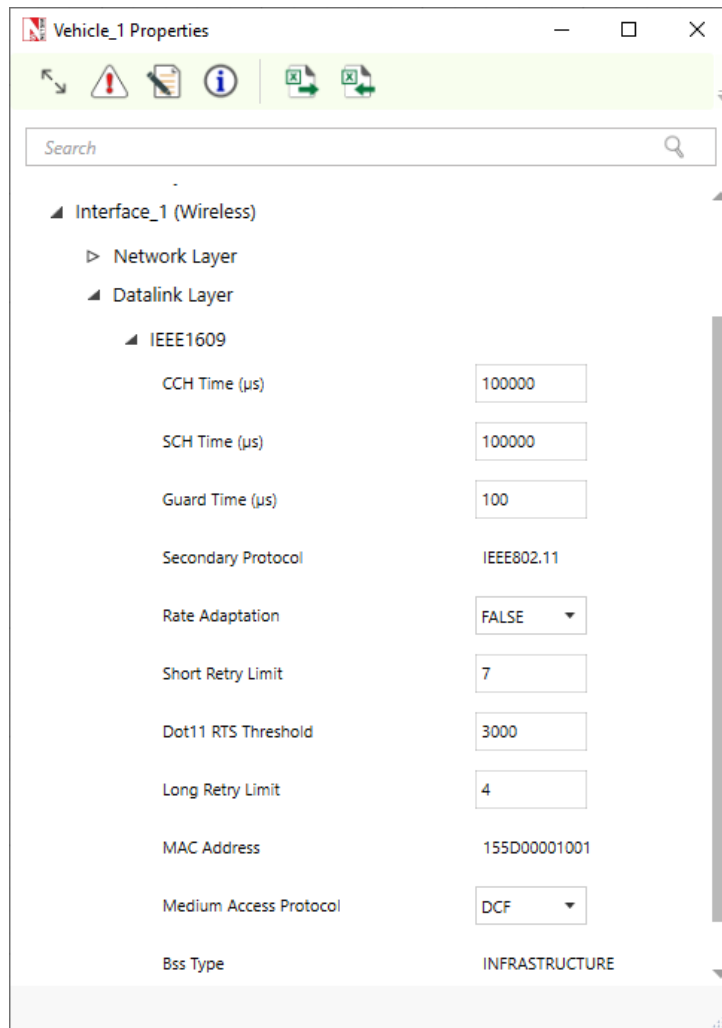 Vehicle_1 Properties
Search
Interface_1 (Wireless)
Network Layer
Datalink Layer
IEEE1609
CCH Time (µs) 100000
SCH Time (µs) 100000
Guard Time (µs) 100
Secondary Protocol IEEE802.11
Rate Adaptation FALSE
Short Retry Limit 7
Dot11 RTS Threshold 3000
Long Retry Limit 4
MAC Address 155D00001001
Medium Access Protocol DCF
Bss Type INFRASTRUCTURE